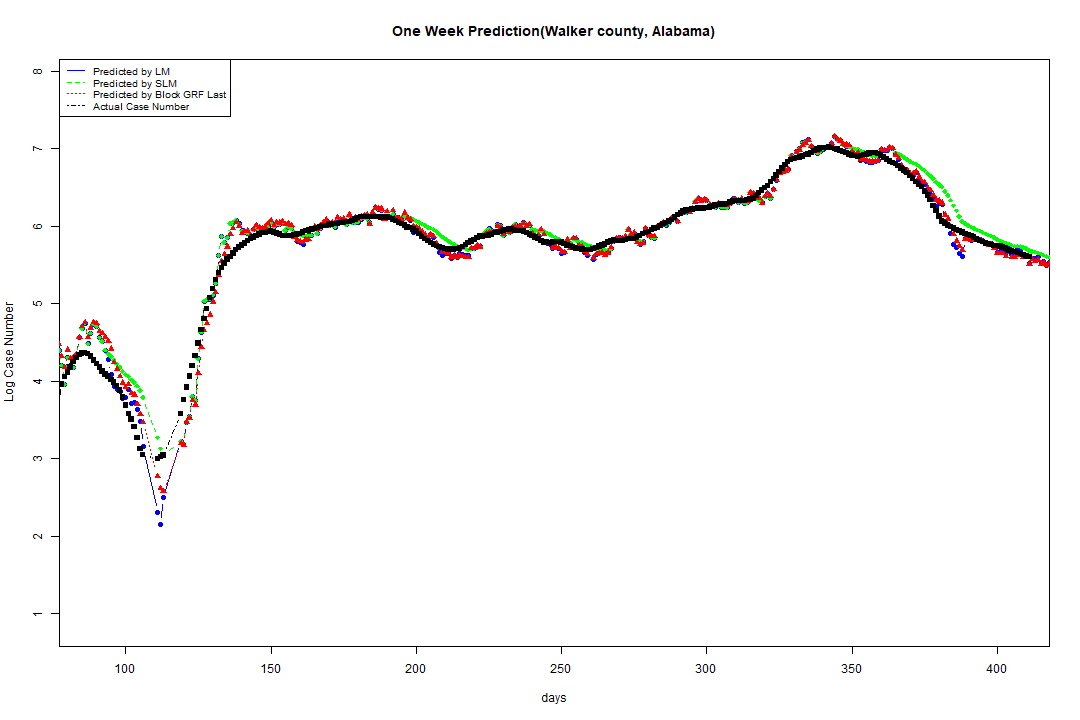 One Week Prediction(Walker county, Alabama)
Predicted by LM
Predicted by SLM
Predicted by Block GRF Last
Actual Case Number
Log Case Number
8
7
6
5
4
3
2
1
100 150 200 250 300 350 400
days